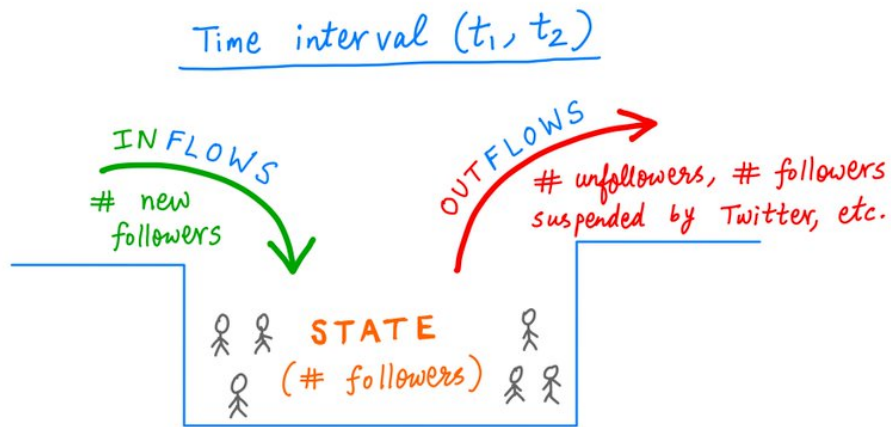 Time interval (t₁, t₂)
INFLOWS
# new
followers
OUTFLOWS
# unfollowers, # followers
suspended by Twitter, etc.
STATE
(# followers)